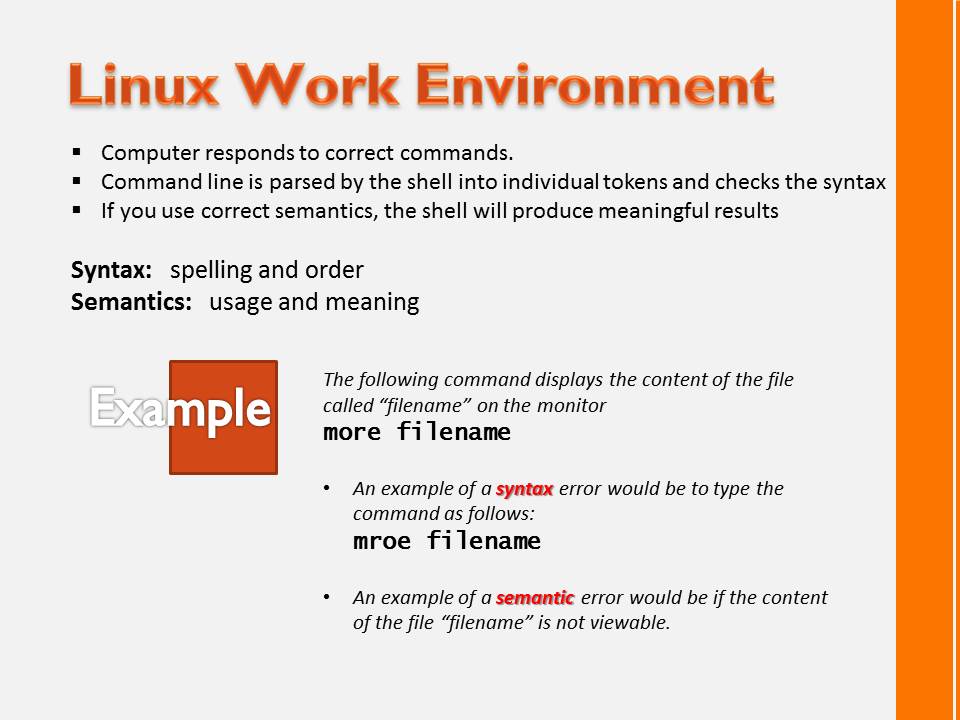 Linux Work Environment
▪ Computer responds to correct commands.
▪ Command line is parsed by the shell into individual tokens and checks the syntax
▪ If you use correct semantics, the shell will produce meaningful results
Syntax: spelling and order
Semantics: usage and meaning
Example
The following command displays the content of the file
called “filename” on the monitor
more filename
• An example of a syntax error would be to type the
command as follows:
mroe filename
• An example of a semantic error would be if the content
of the file “filename” is not viewable.